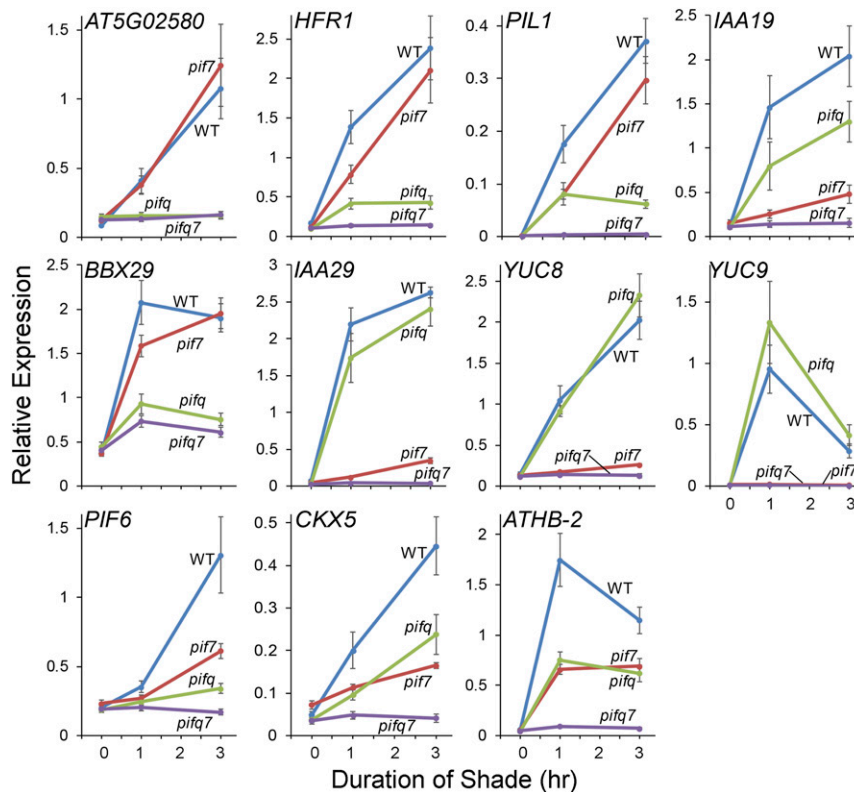 AT5G02580
1.5
1
0.5
0
pif7
WT
pifq
pifq7
HFR1
2.5
2
1.5
1
0.5
0
WT
pif7
pifq
pifq7
PIL1
0.4
0.3
0.2
0.1
0
WT
pif7
pifq
pifq7
IAA19
2.5
2
1.5
1
0.5
0
WT
pifq
pif7
pifq7
Relative Expression
BBX29
2.5
2
1.5
1
0.5
0
WT
pif7
pifq
pifq7
IAA29
3
2.5
2
1.5
1
0.5
0
WT
pifq
pif7
pifq7
YUC8
2.5
2
1.5
1
0.5
0
pifq
WT
pifq7
pif7
YUC9
1.5
1
0.5
0
pifq
WT
pifq7
pif7
0 1 2 3
PIF6
1.5
1
0.5
0
WT
pif7
pifq
pifq7
0 1 2 3
CKX5
0.5
0.4
0.3
0.2
0.1
0
WT
pifq
pif7
pifq7
0 1 2 3
ATHB-2
2
1.5
1
0.5
0
WT
pif7
pifq
pifq7
0 1 2 3
Duration of Shade (hr)